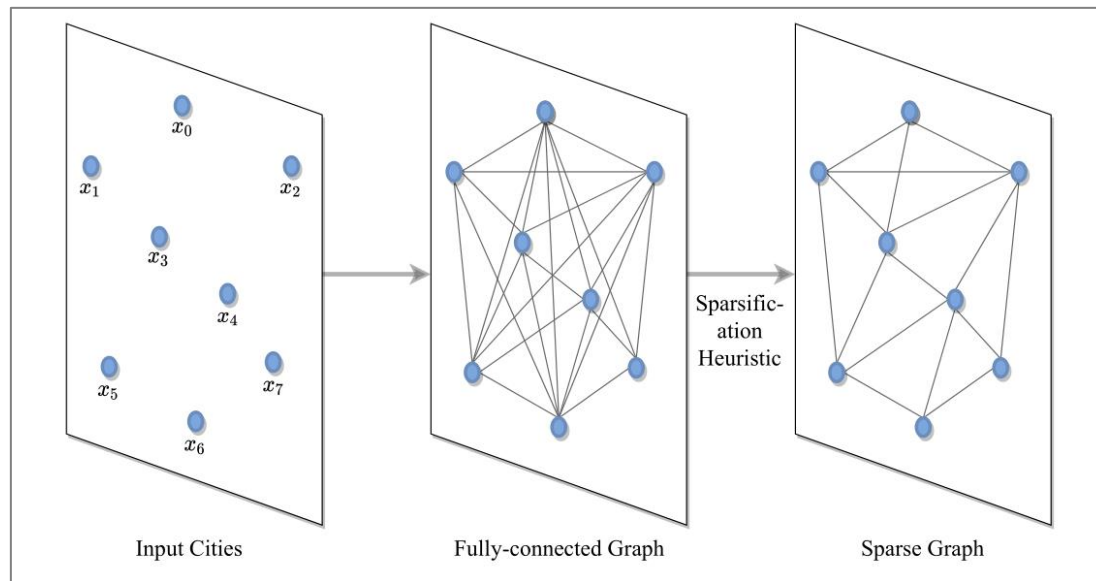 x0
x1
x2
x3
x4
x5
x7
x6
Sparsific-
ation
Heuristic
Input Cities
Fully-connected Graph
Sparse Graph